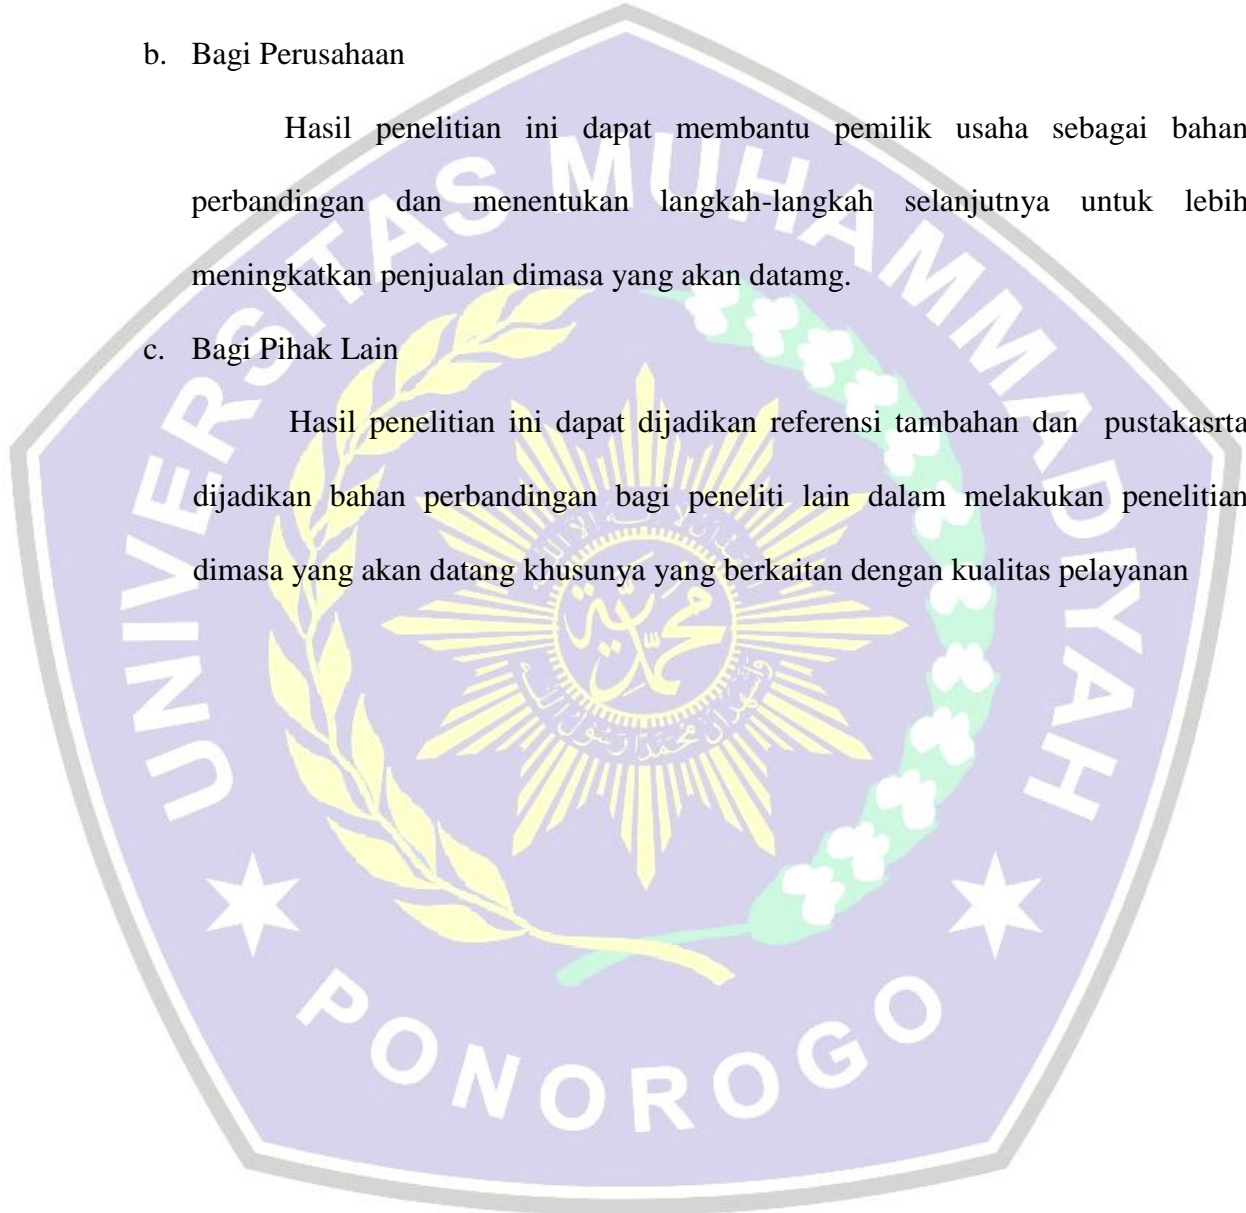 b. Bagi Perusahaan
Hasil penelitian ini dapat membantu pemilik usaha sebagai bahan
perbandingan dan menentukan langkah-langkah selanjutnya untuk lebih
meningkatkan penjualan dimasa yang akan datamg.
c. Bagi Pihak Lain
Hasil penelitian ini dapat dijadikan referensi tambahan dan pustakasrta
dijadikan bahan perbandingan bagi peneliti lain dalam melakukan penelitian
dimasa yang akan datang khusunya yang berkaitan dengan kualitas pelayanan
UNIVERSITAS MUHAMMADIYAH
PONOROGO